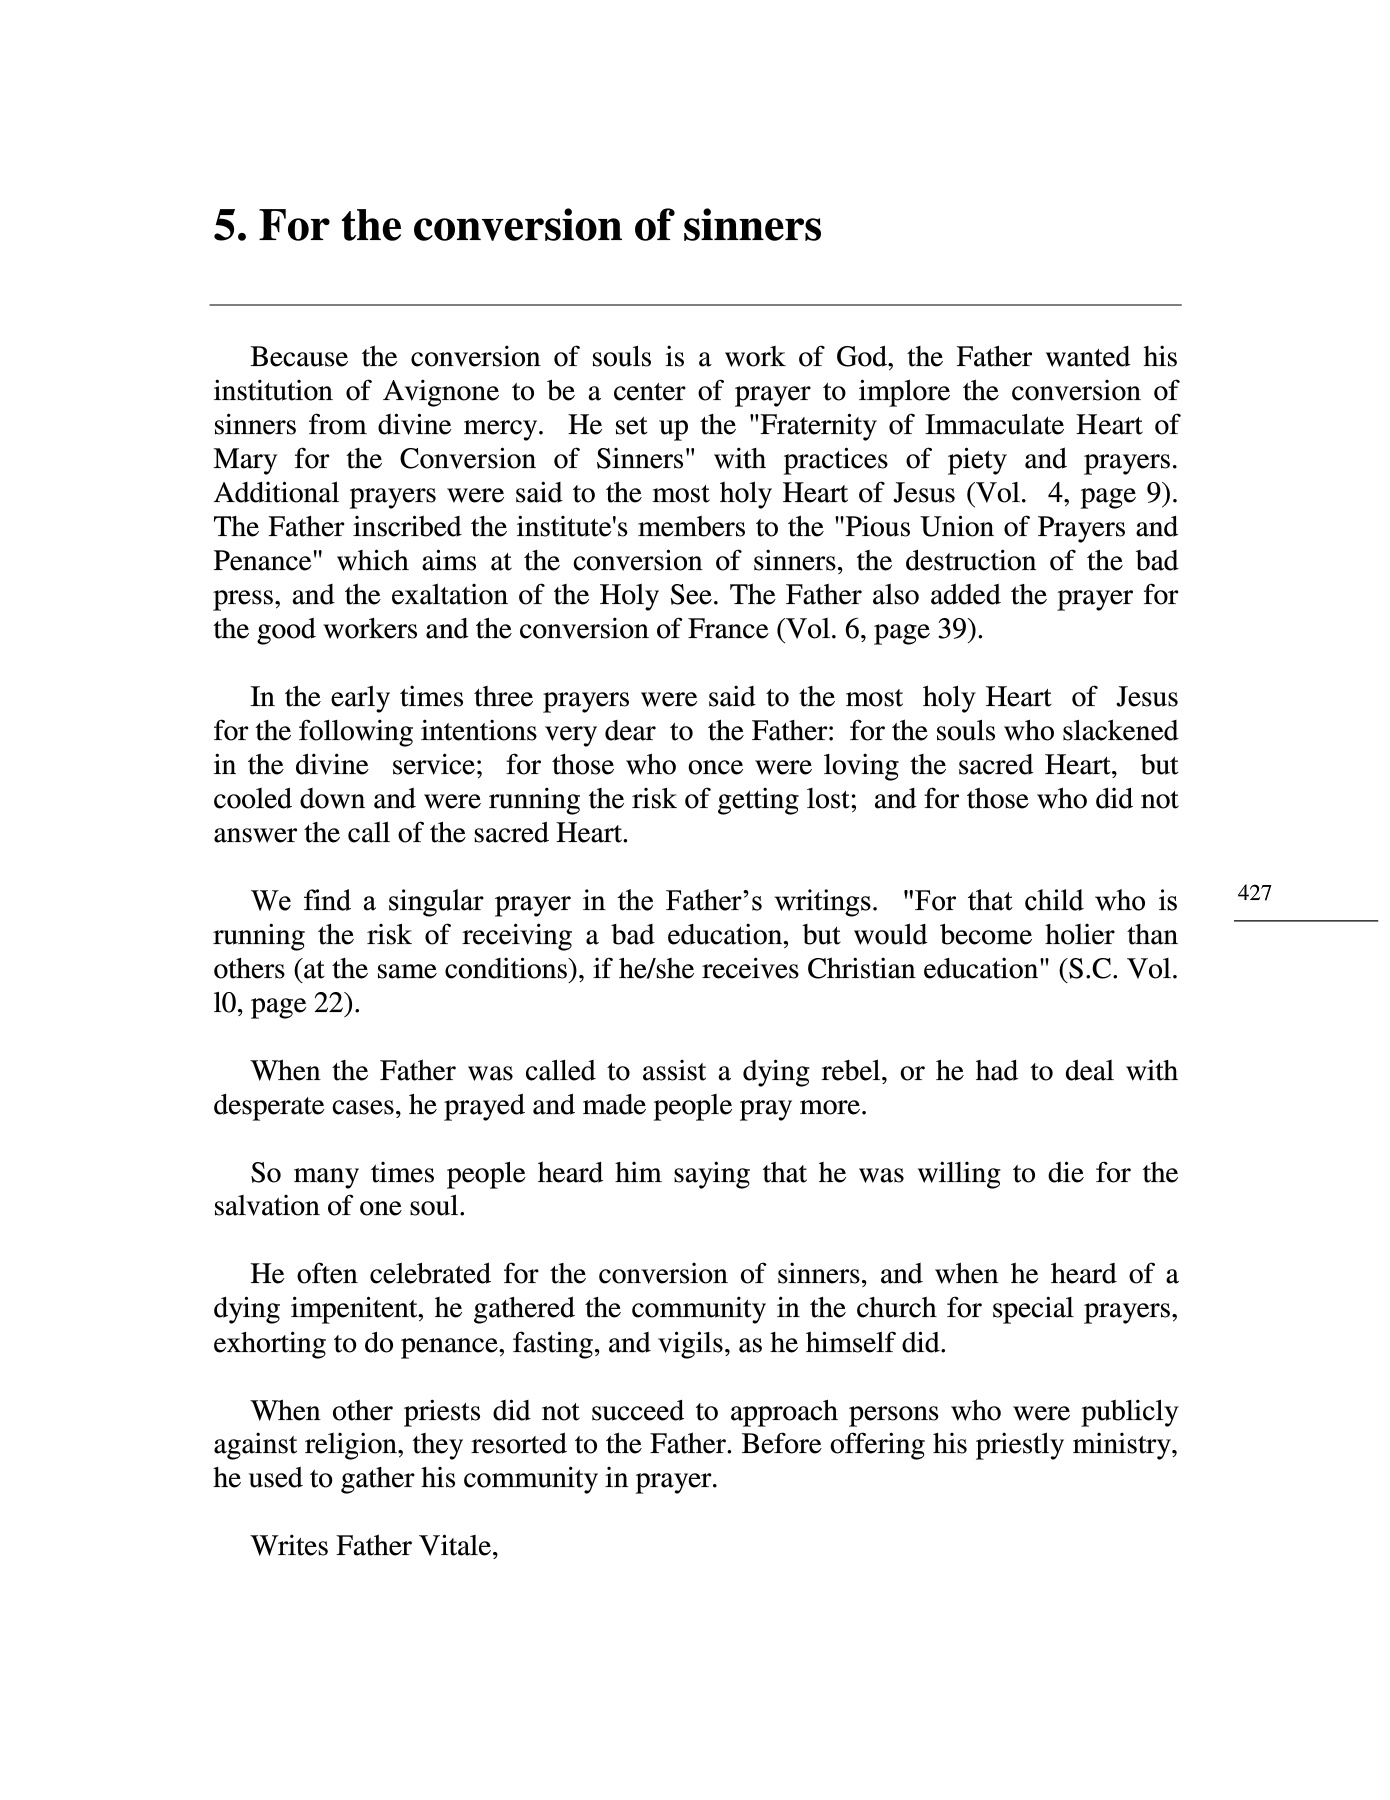 5. For the conversion of sinners
Because the conversion of souls is a work of God, the Father wanted his
institution of Avignone to be a center of prayer to implore the conversion of
sinners from divine mercy.  He set up the "Fraternity of Immaculate Heart of
Mary for the Conversion of Sinners" with practices of piety and prayers.
Additional prayers were said to the most holy Heart of Jesus (Vol.  4, page 9).
The Father inscribed the institute's members to the "Pious Union of Prayers and
Penance" which aims at the conversion of sinners, the destruction of the bad
press, and the exaltation of the Holy See. The Father also added the prayer for
the good workers and the conversion of France (Vol. 6, page 39).
In the early times three prayers were said to the most  holy Heart  of  Jesus
for the following intentions very dear  to  the Father:  for the souls who slackened
in the divine  service;  for those who once were loving the sacred Heart,  but
cooled down and were running the risk of getting lost;  and for those who did not
answer the call of the sacred Heart.
We find a singular prayer in the Father’s writings.  "For that child who is
running the risk of receiving a bad education, but would become holier than
others (at the same conditions), if he/she receives Christian education" (S.C. Vol.
l0, page 22).
427
When the Father was called to assist a dying rebel, or he had to deal with
desperate cases, he prayed and made people pray more.
So many times people heard him saying that he was willing to die for the
salvation of one soul.
He often celebrated for the conversion of sinners, and when he heard of a
dying impenitent, he gathered the community in the church for special prayers,
exhorting to do penance, fasting, and vigils, as he himself did.
When other priests did not succeed to approach persons who were publicly
against religion, they resorted to the Father. Before offering his priestly ministry,
he used to gather his community in prayer.
Writes Father Vitale,